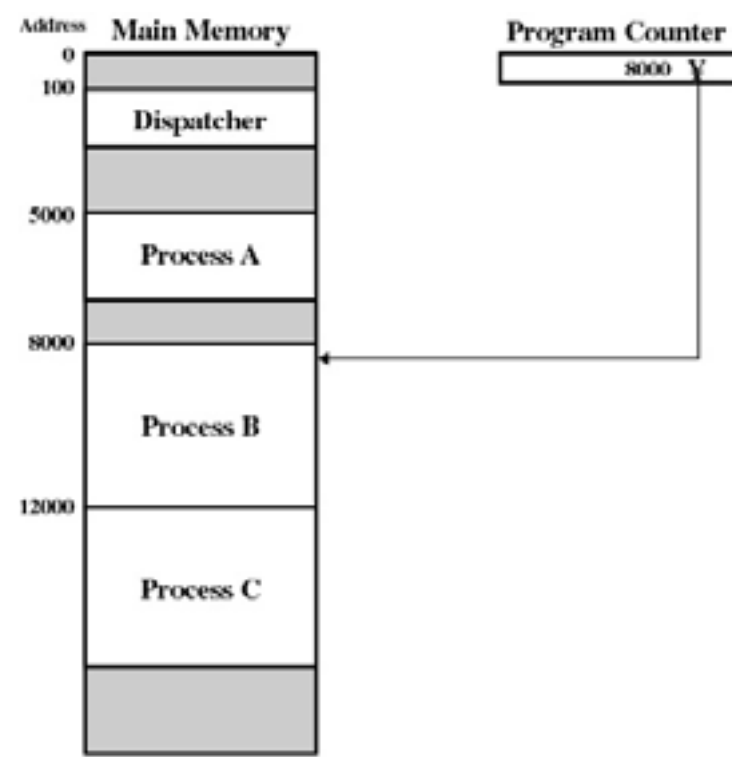 Address
Main Memory
0
100
Dispatcher
5000
Process A
8000
Process B
12000
Process C
Program Counter
8000